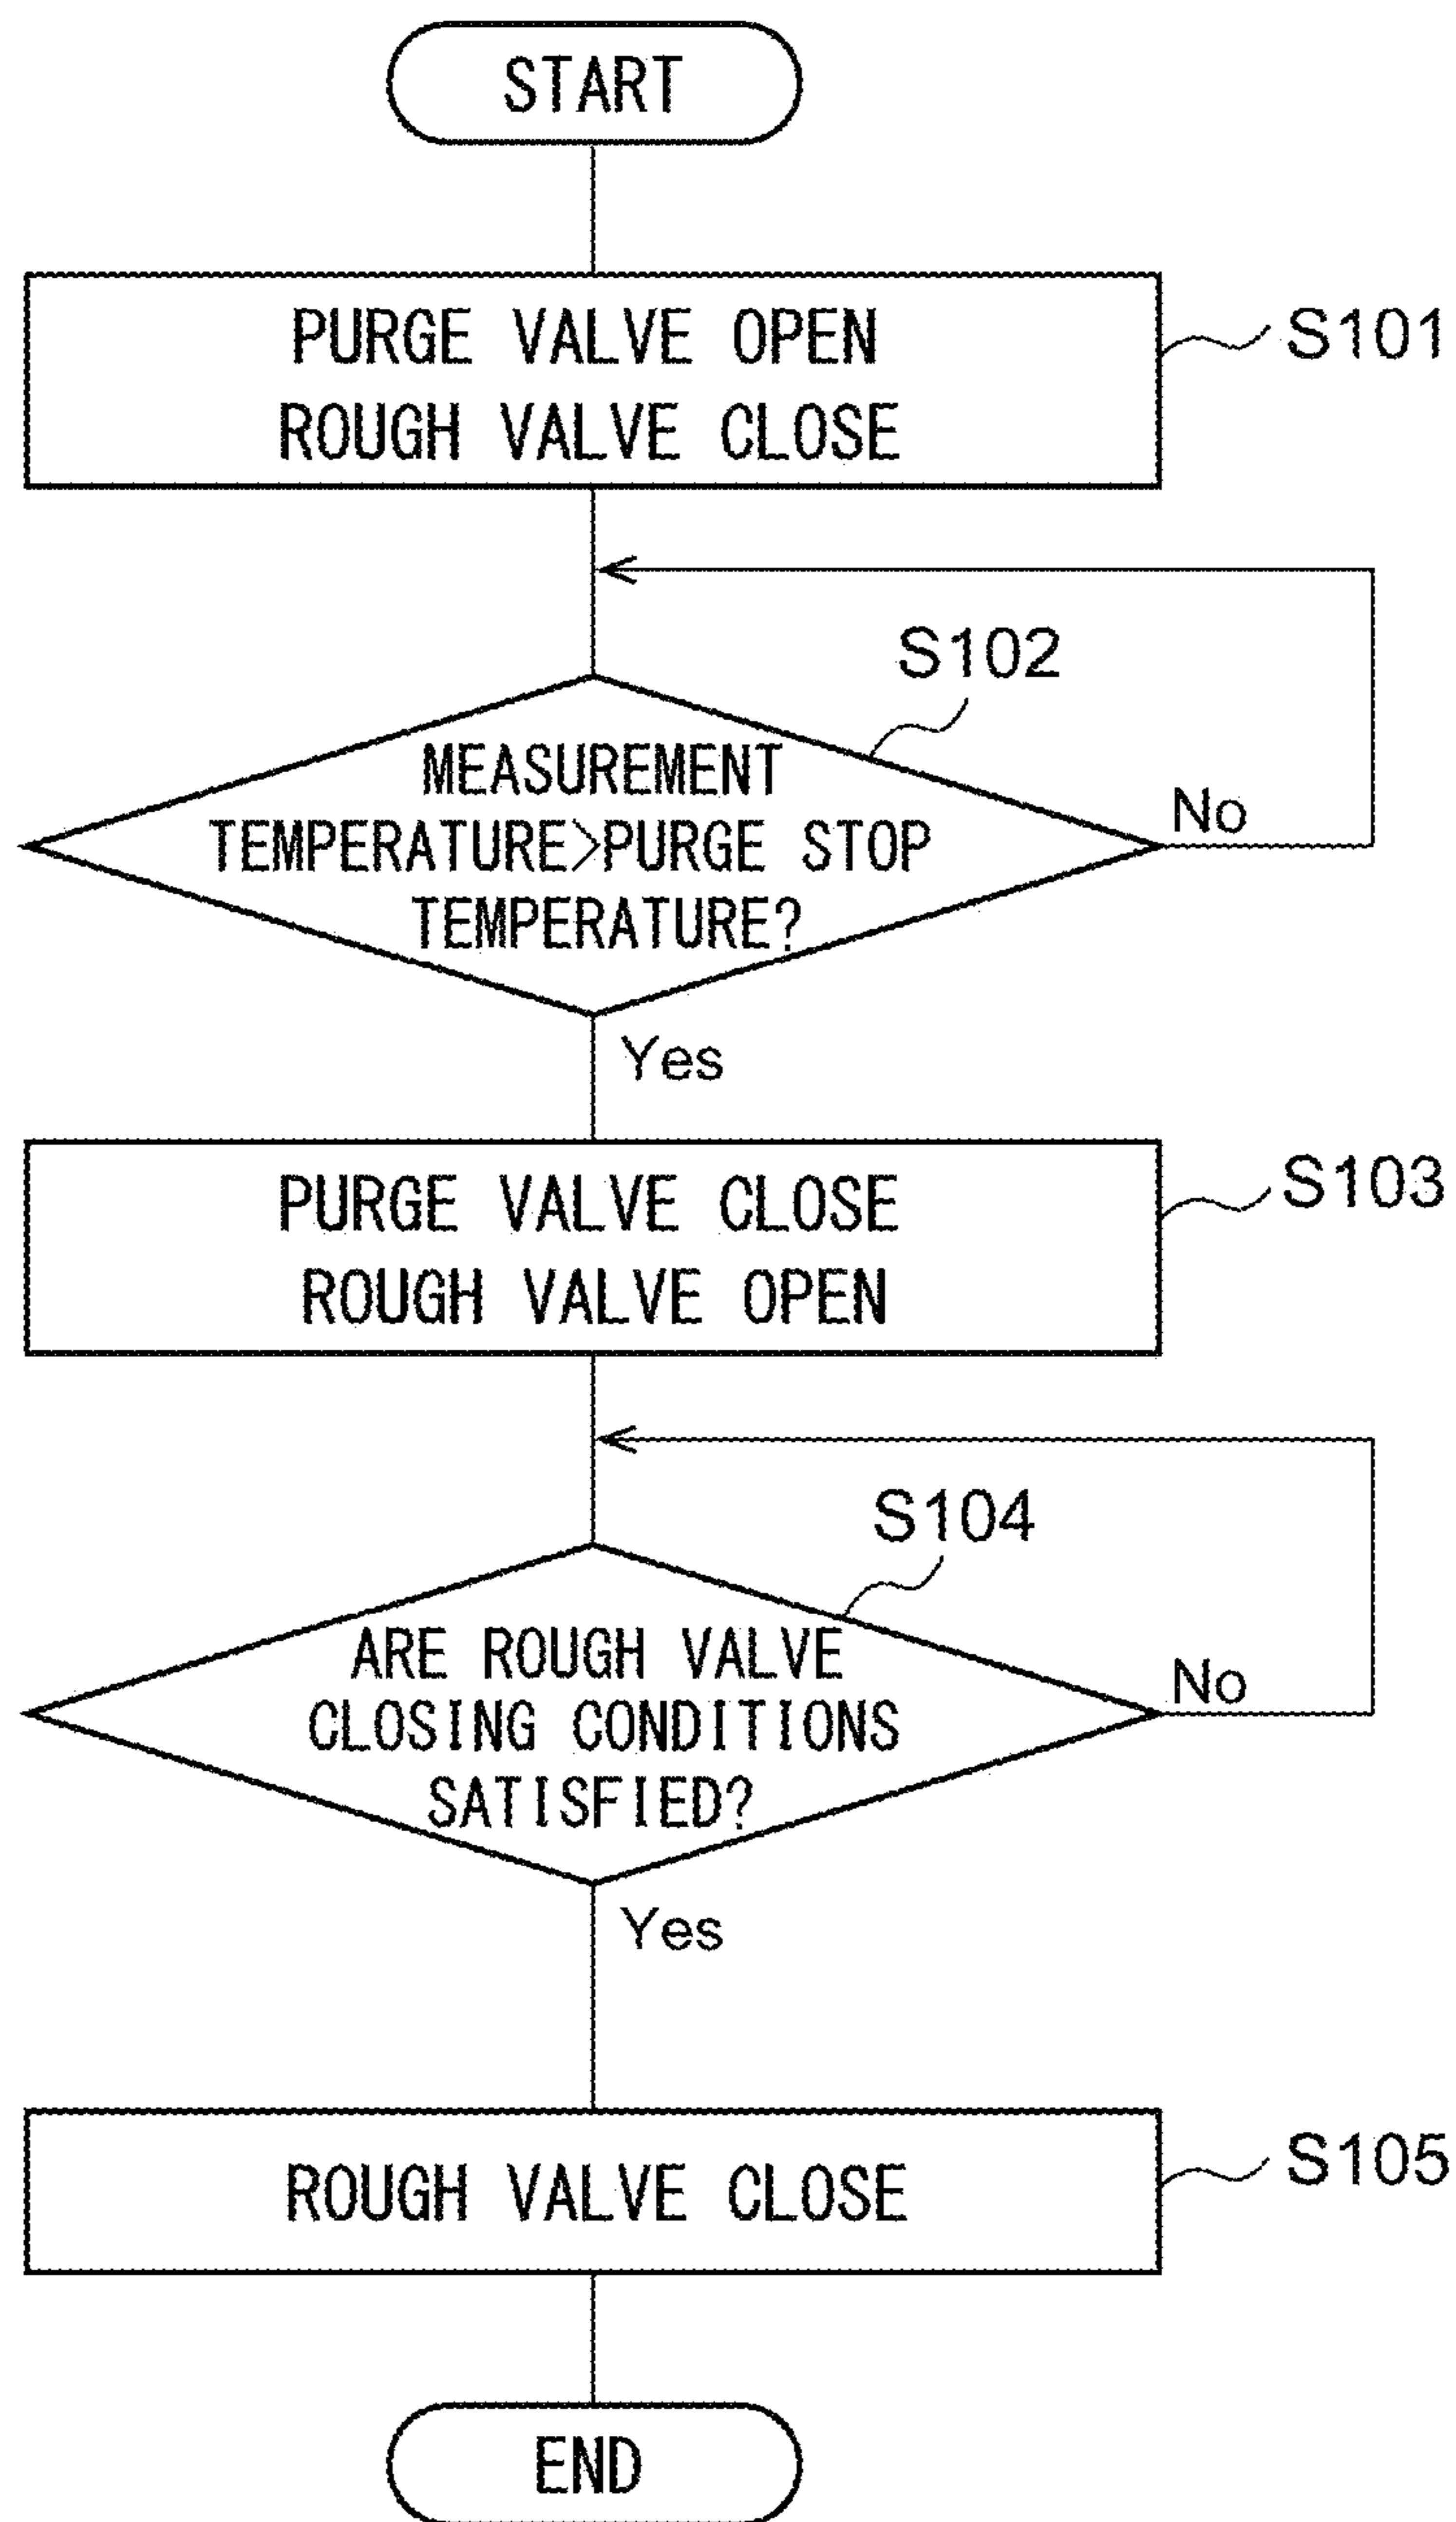 START
PURGE VALVE OPEN
ROUGH VALVE CLOSE
S101
S102
MEASUREMENT
TEMPERATURE>PURGE STOP
TEMPERATURE?
No
Yes
PURGE VALVE CLOSE
ROUGH VALVE OPEN
S103
S104
ARE ROUGH VALVE
CLOSING CONDITIONS
SATISFIED?
No
Yes
ROUGH VALVE CLOSE
S105
END